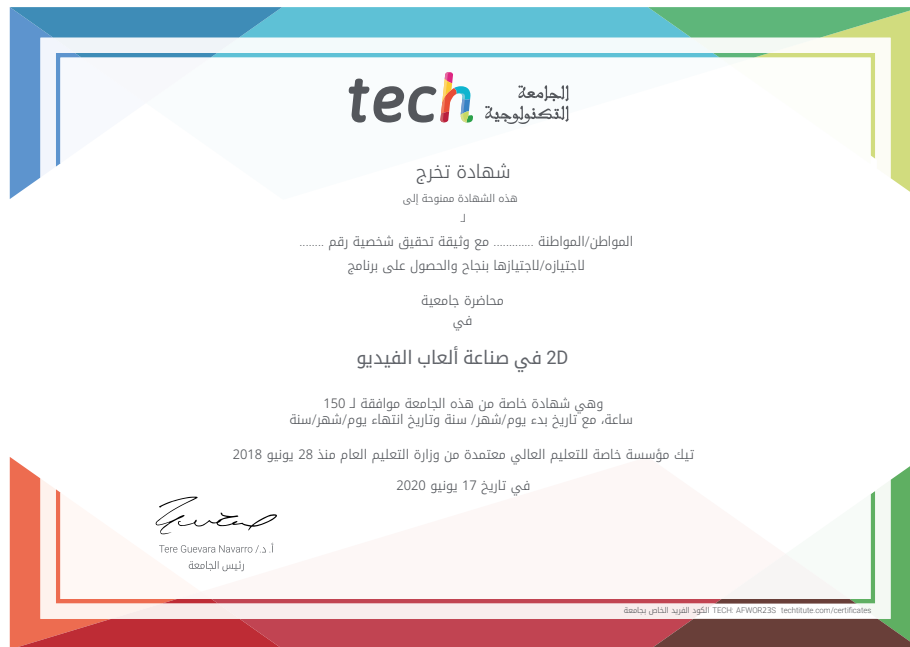 tech
الجامعة
التكنولوجية
شهادة تخرج
هذه الشهادة ممنوحة إلى
لـ
المواطن/المواطنة ............. مع وثيقة تحقيق شخصية رقم ........
لاجتيازه/لاجتيازها بنجاح والحصول على برنامج
محاضرة جامعية
في
2D في صناعة ألعاب الفيديو
وهي شهادة خاصة من هذه الجامعة موافقة لـ 150
ساعة، مع تاريخ بدء يوم/شهر/ سنة وتاريخ انتهاء يوم/شهر/سنة
تيك مؤسسة خاصة للتعليم العالي معتمدة من وزارة التعليم العام منذ 28 يونيو 2018
في تاريخ 17 يونيو 2020
أ. د./ Tere Guevara Navarro
رئيس الجامعة
الكود الفريد الخاص بجامعة TECH: AFWOR23S techtitute.com/certificates